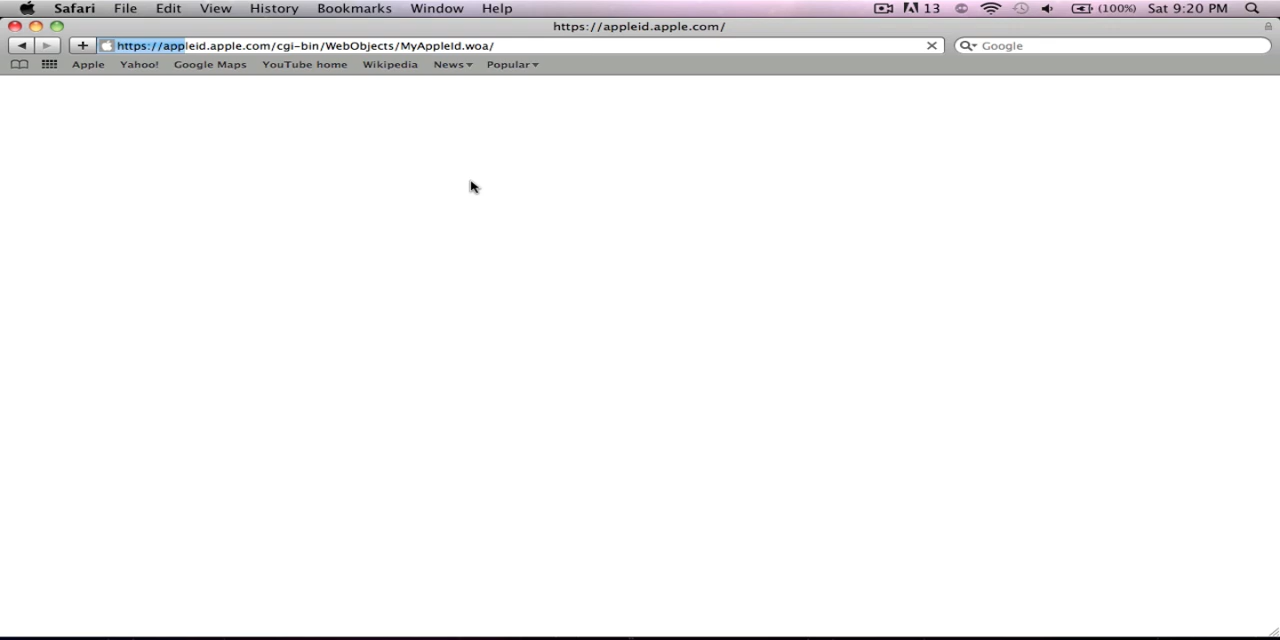 Safari File Edit View History Bookmarks Window Help 13 (100%) Sat 9:20 PM
https://appleid.apple.com/
https://appleid.apple.com/cgi-bin/WebObjects/MyAppleId.woa/ Google
Apple Yahoo! Google Maps YouTube home Wikipedia News Popular